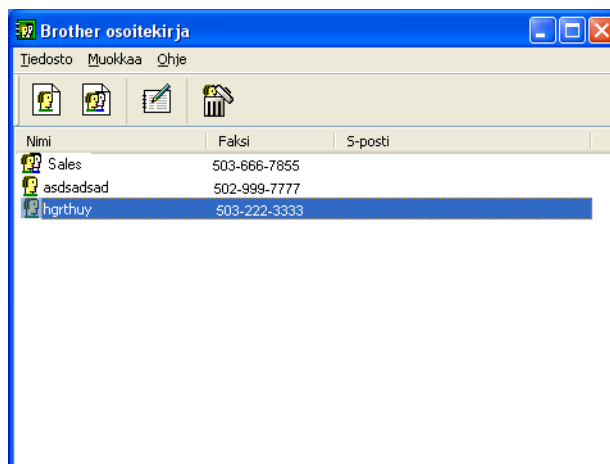 Brother osoitekirja
Tiedosto Muokkaa Ohje
Nimi Faksi S-posti
Sales 503-666-7855
asdsadsad 502-999-7777
hgrthuy 503-222-3333